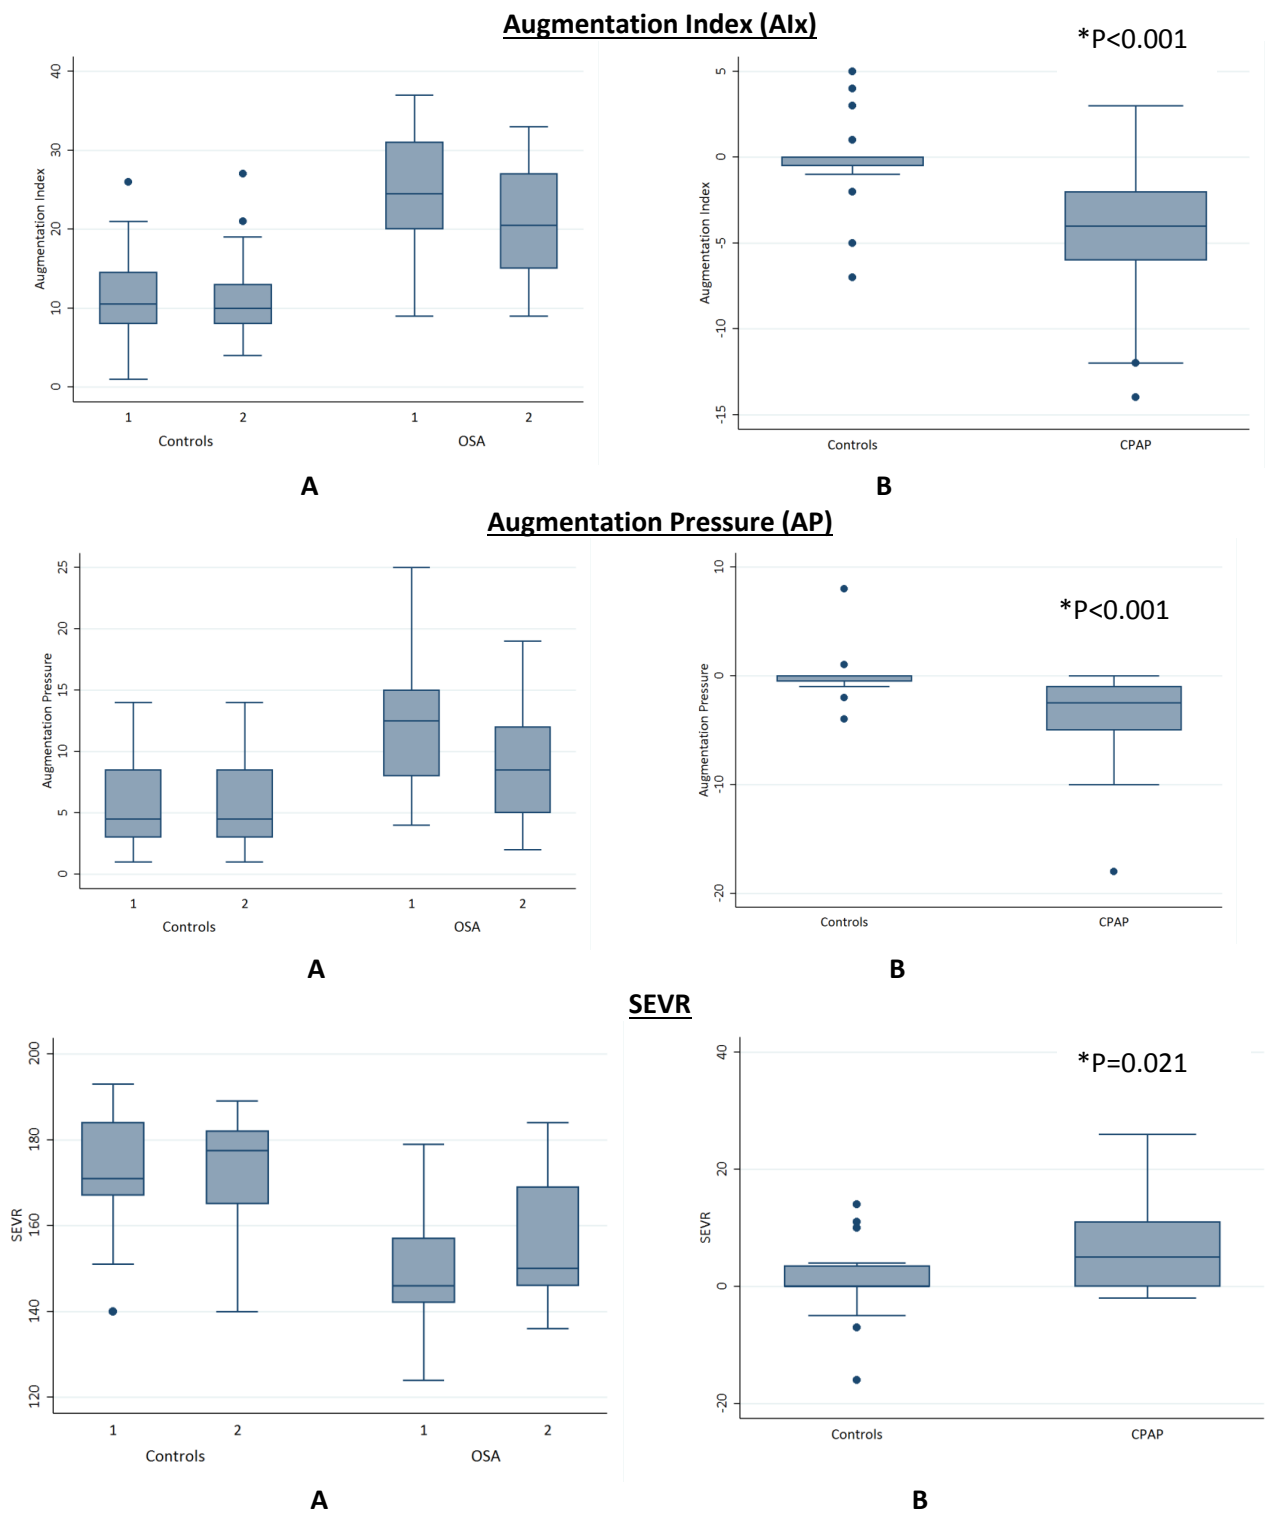 Augmentation Index (AIx)
*P<0.001
Augmentation Index
40
30
20
10
0
1 2 1 2
Controls OSA
A
Augmentation Index
5
0
-5
-10
-15
Controls CPAP
B
Augmentation Pressure (AP)
Augmentation Pressure
25
20
15
10
5
0
1 2 1 2
Controls OSA
A
*P<0.001
Augmentation Pressure
10
0
-10
-20
Controls CPAP
B
SEVR
SEVR
200
180
160
140
120
1 2 1 2
Controls OSA
A
*P=0.021
SEVR
40
20
0
-20
Controls CPAP
B